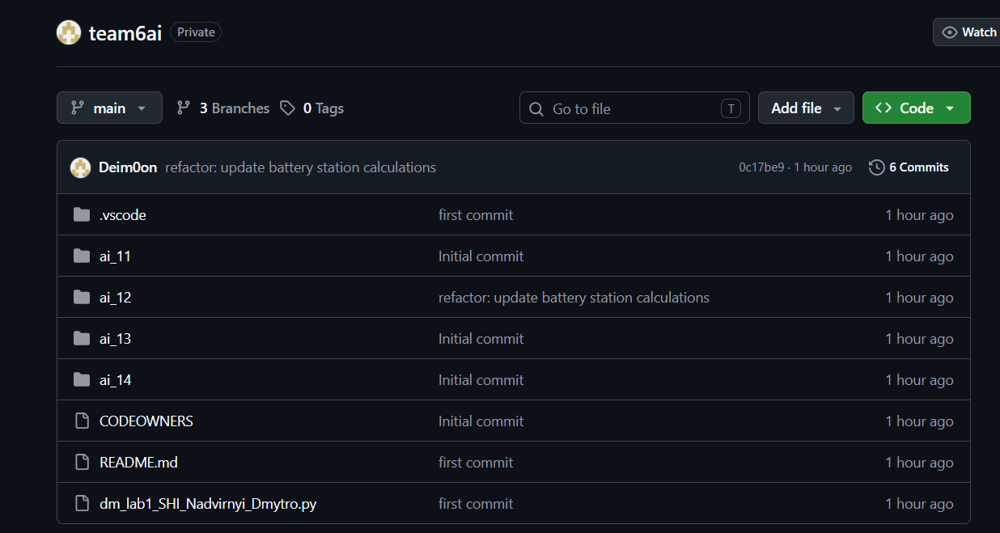 team6ai Private Watch
main 3 Branches 0 Tags Go to file T Add file Code
Deim0on refactor: update battery station calculations 0c17be9 · 1 hour ago 6 Commits
.vscode first commit 1 hour ago
ai_11 Initial commit 1 hour ago
ai_12 refactor: update battery station calculations 1 hour ago
ai_13 Initial commit 1 hour ago
ai_14 Initial commit 1 hour ago
CODEOWNERS Initial commit 1 hour ago
README.md first commit 1 hour ago
dm_lab1_SHI_Nadvirnyi_Dmytro.py first commit 1 hour ago